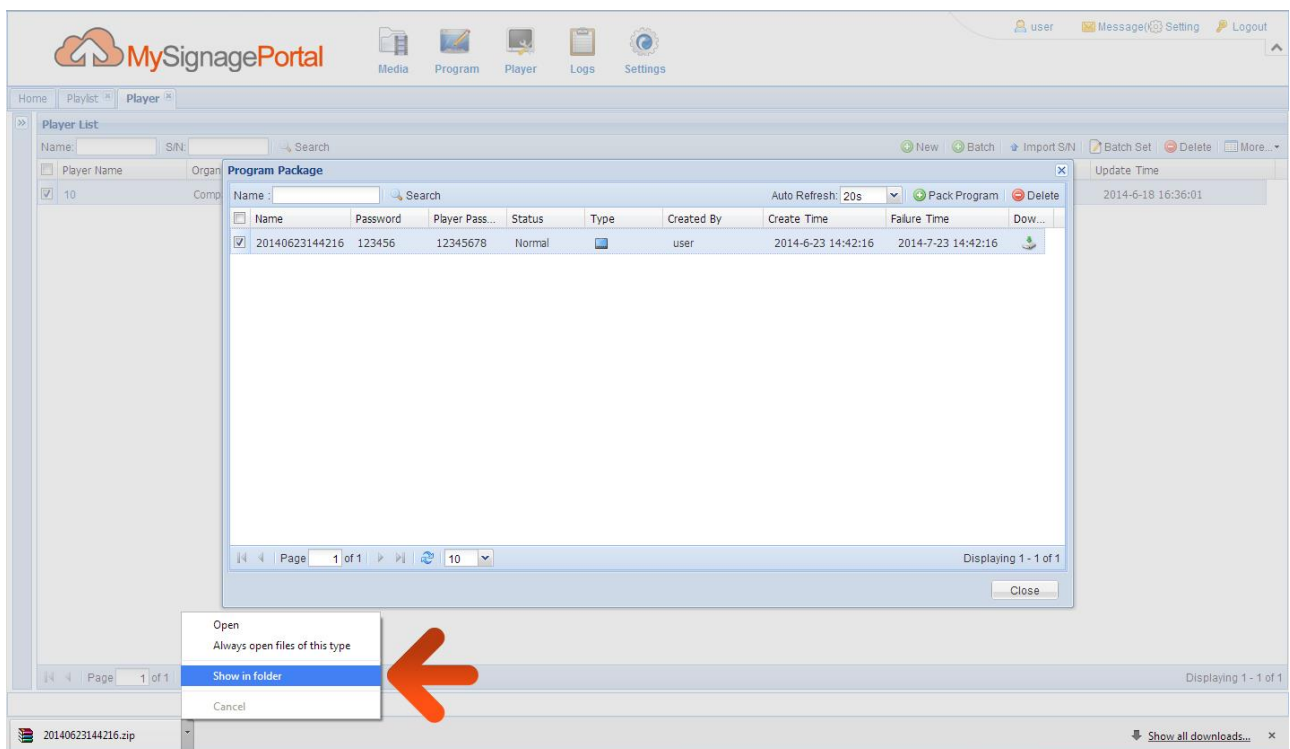 user Message( Setting Logout
MySignagePortal
Media Program Player Logs Settings
Home Playlist Player
Player List
Name: S/N: Search New Batch Import S/N Batch Set Delete More...
Player Name Organ Update Time
10 Comp 2014-6-18 16:36:01
Program Package
Name : Search Auto Refresh: 20s Pack Program Delete
Name Password Player Pass... Status Type Created By Create Time Failure Time Dow...
20140623144216 123456 12345678 Normal user 2014-6-23 14:42:16 2014-7-23 14:42:16
Page 1 of 1 10 Displaying 1 - 1 of 1
Close
Open
Always open files of this type
Show in folder
Cancel
Page 1 of 1 Displaying 1 - 1 of 1
20140623144216.zip Show all downloads...